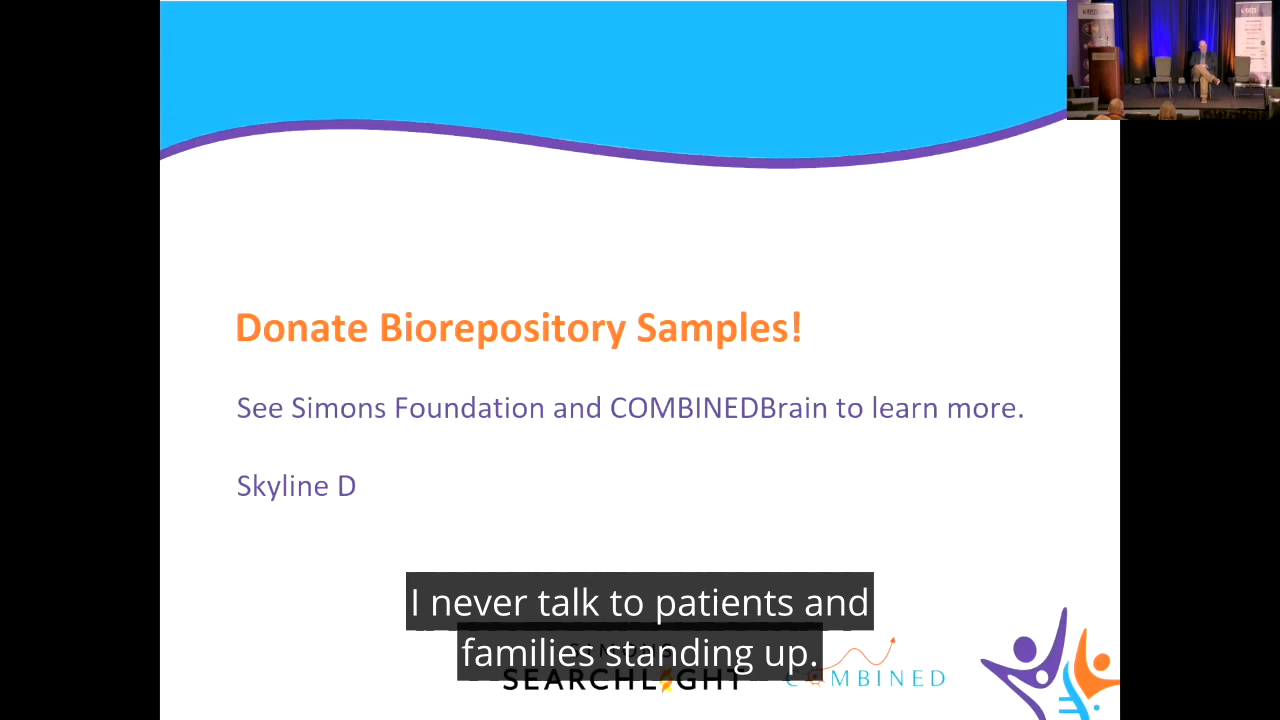 Donate Biorepository Samples!
See Simons Foundation and COMBINEDBrain to learn more.
Skyline D
I never talk to patients and
families standing up.
SEARCHLIGHT
COMBINED